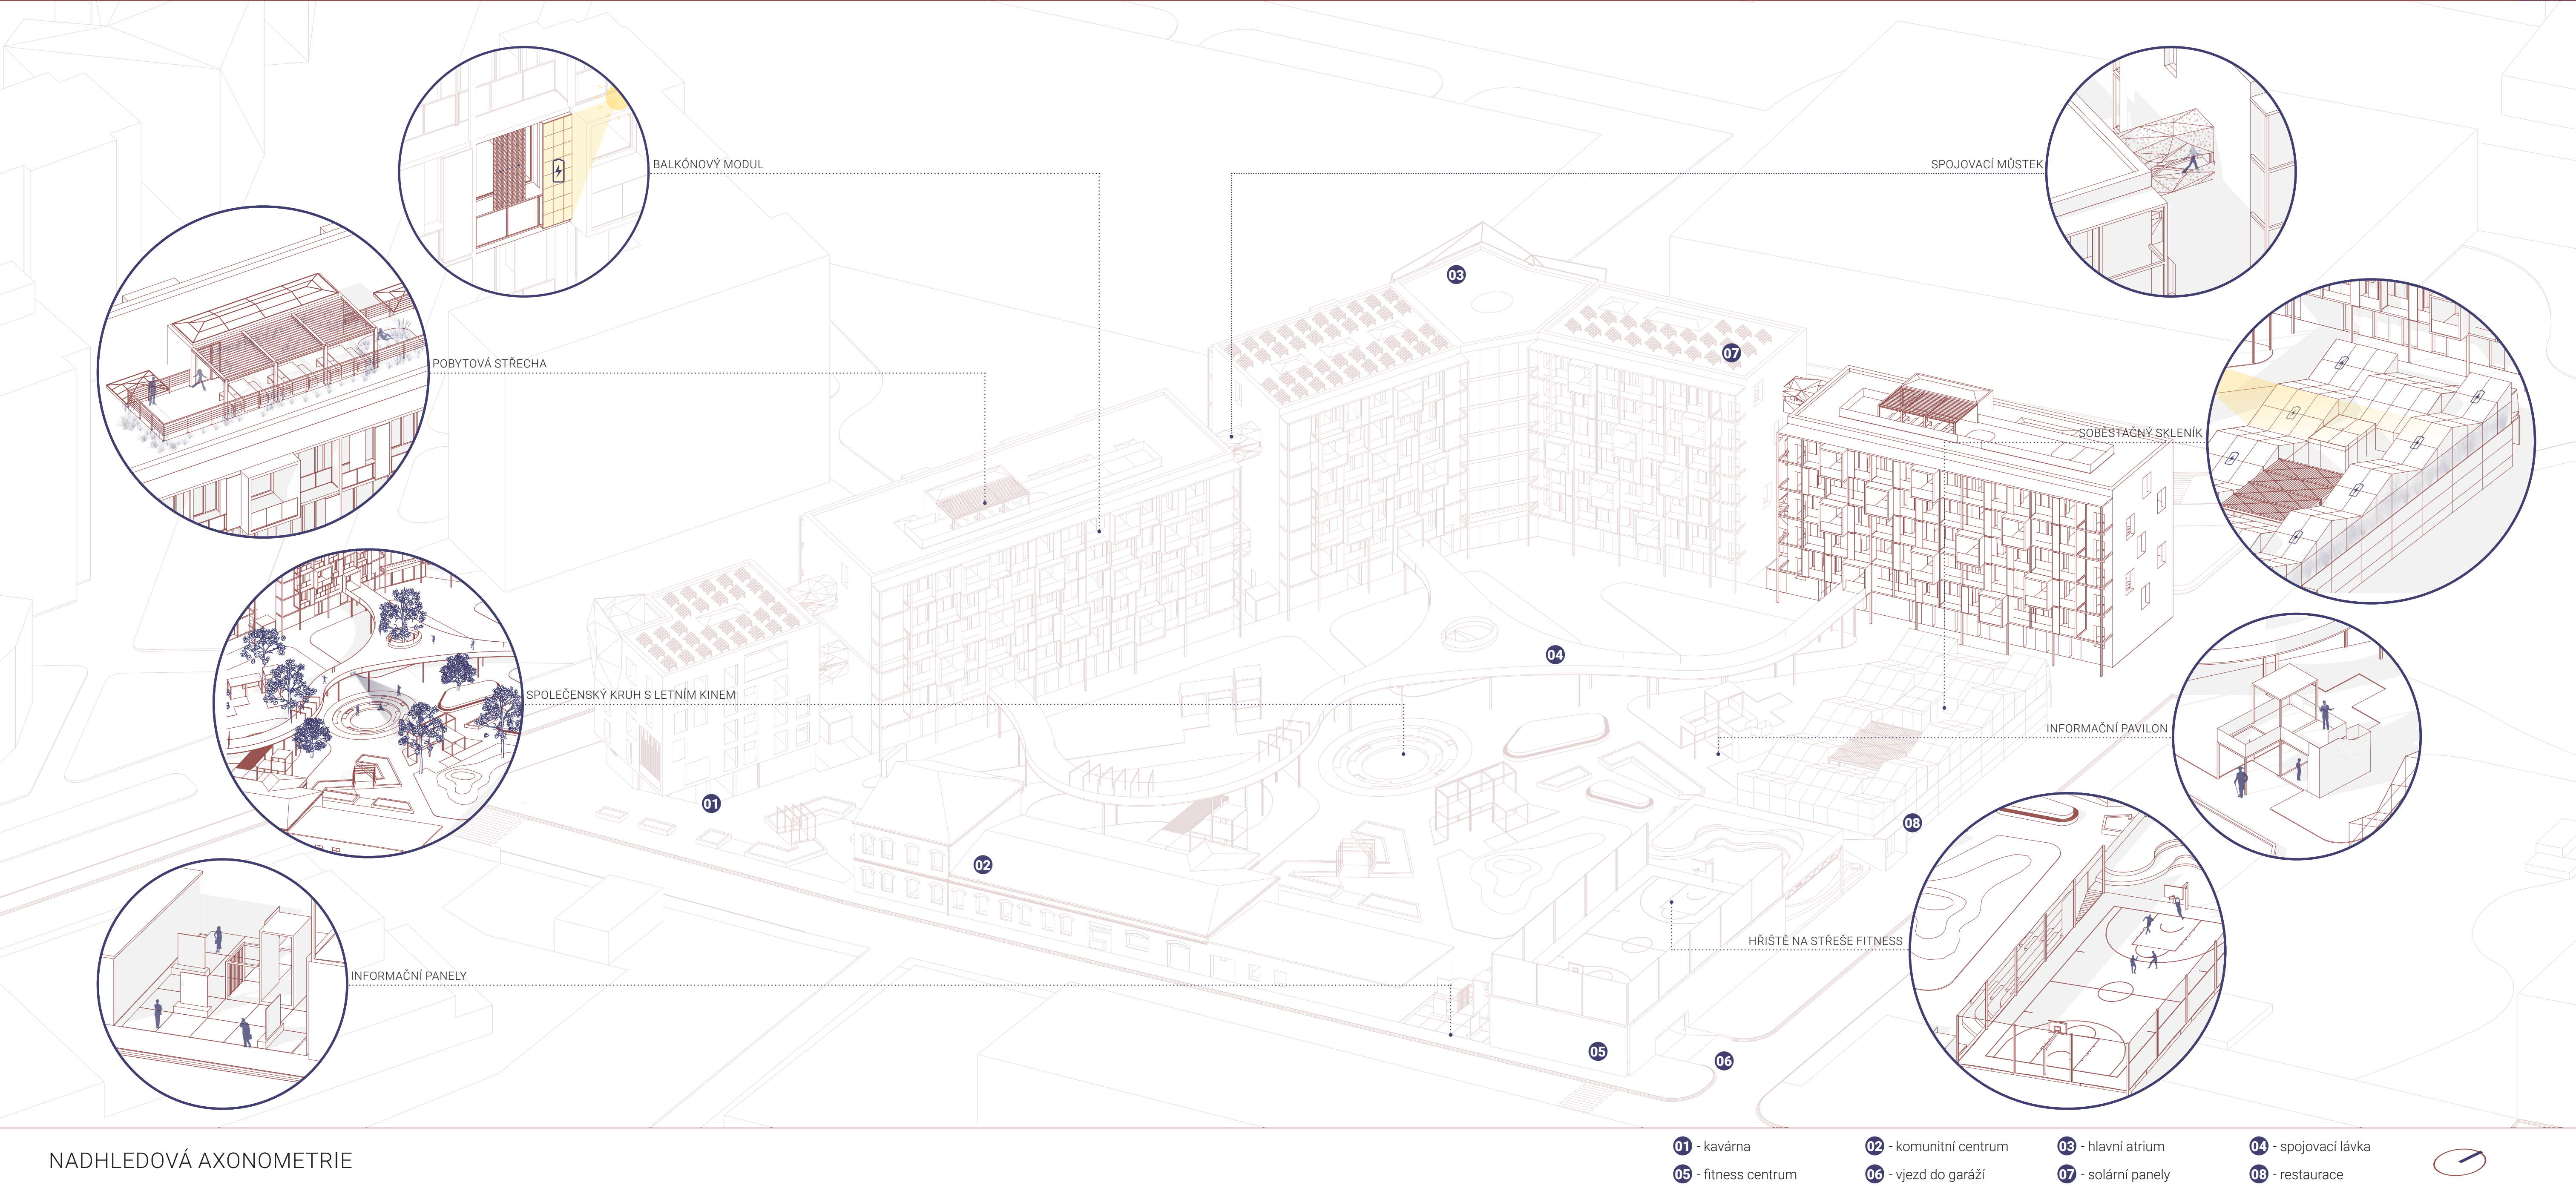 BALKÓNOVÝ MODUL
SPOJOVACÍ MŮSTEK
03
07
POBYTOVÁ STŘECHA
SOBĚSTAČNÝ SKLENÍK
04
SPOLEČENSKÝ KRUH S LETNÍM KINEM
INFORMAČNÍ PAVILON
01
08
02
HŘIŠTĚ NA STŘEŠE FITNESS
INFORMAČNÍ PANELY
05
06
NADHLEDOVÁ AXONOMETRIE
01 - kavárna
02 - komunitní centrum
03 - hlavní atrium
04 - spojovací lávka
05 - fitness centrum
06 - vjezd do garáží
07 - solární panely
08 - restaurace